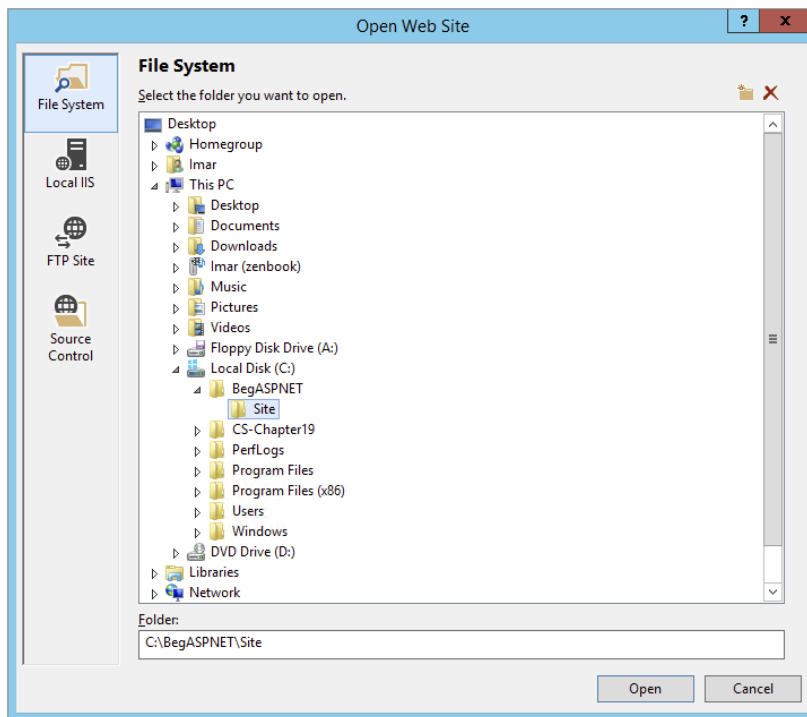 Open Web Site
?
x
File System
Local IIS
FTP Site
Source
Control
File System
Select the folder you want to open.
Desktop
Homegroup
Imar
This PC
Desktop
Documents
Downloads
Imar (zenbook)
Music
Pictures
Videos
Floppy Disk Drive (A:)
Local Disk (C:)
BegASPNET
Site
CS-Chapter19
PerfLogs
Program Files
Program Files (x86)
Users
Windows
DVD Drive (D:)
Libraries
Network
Folder:
C:\BegASPNET\Site
Open
Cancel